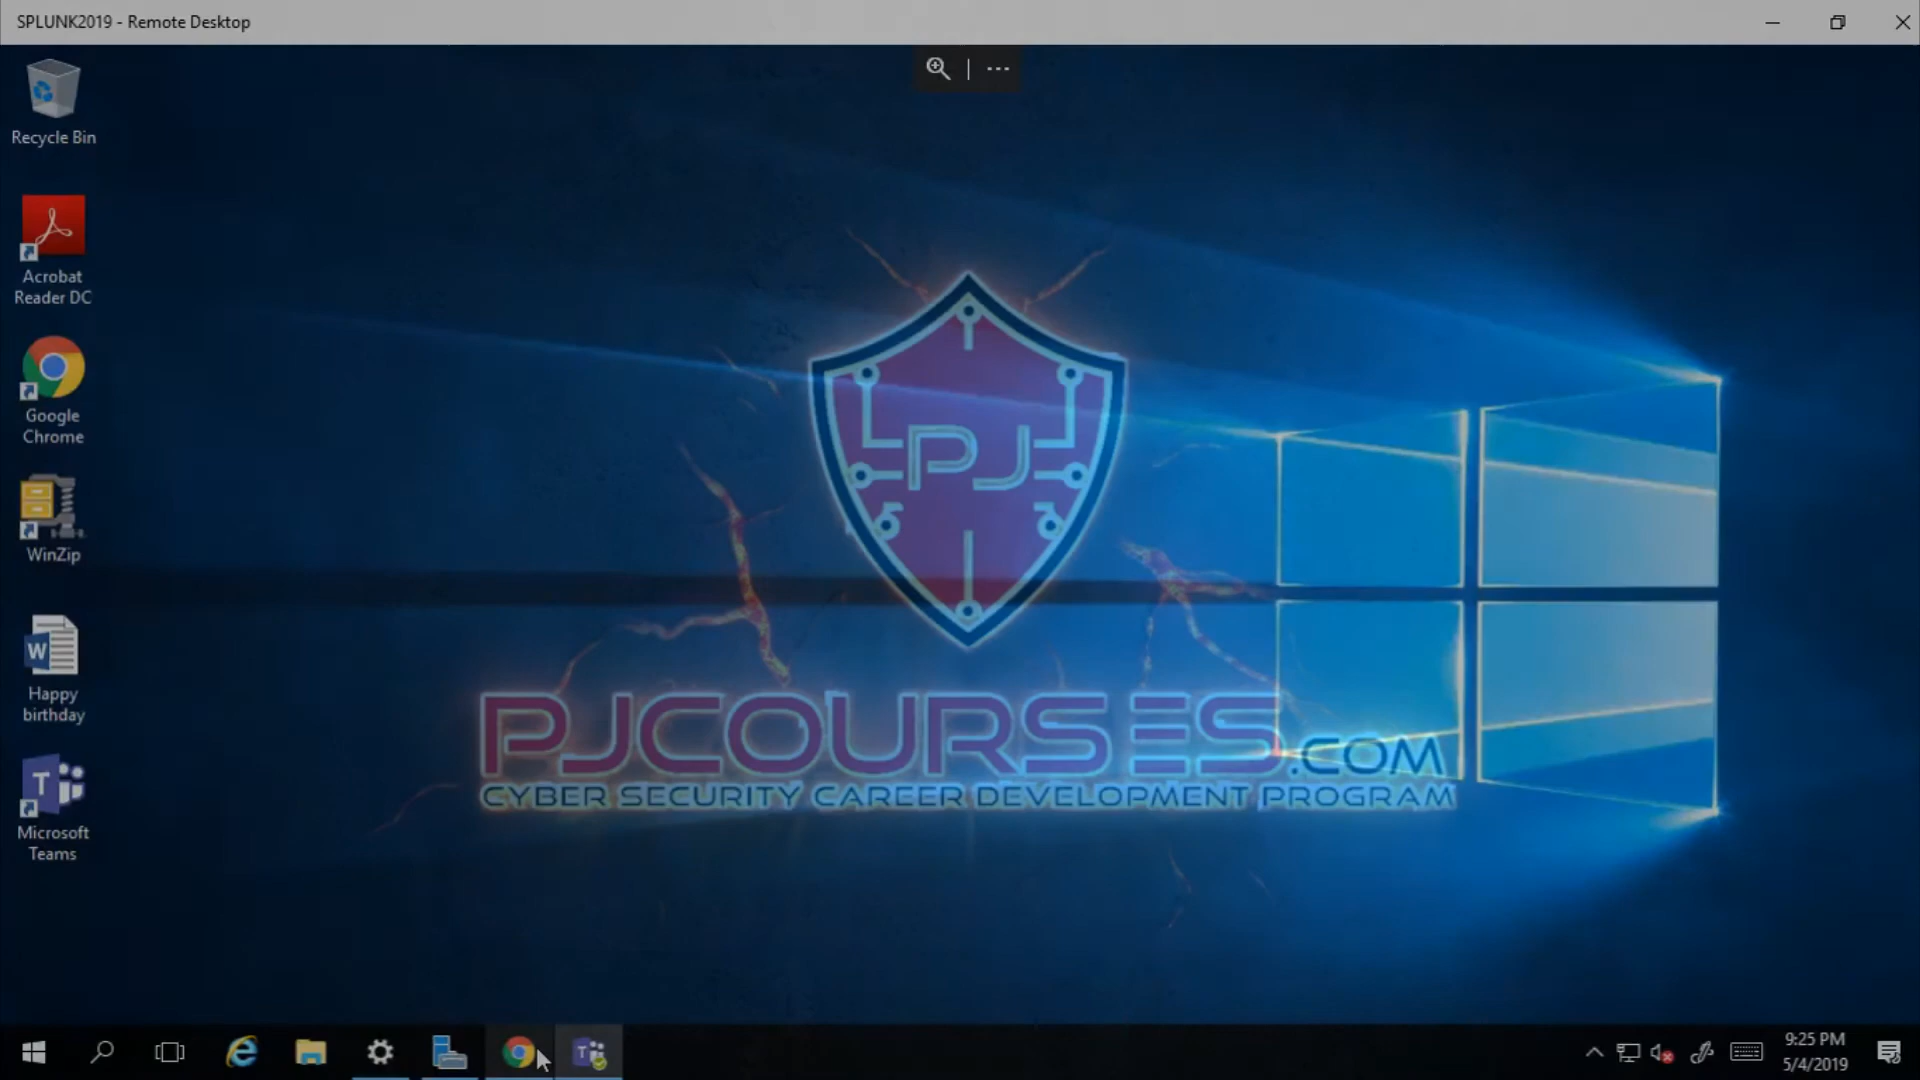 SPLUNK2019 - Remote Desktop
Recycle Bin
Acrobat
Reader DC
Google
Chrome
WinZip
Happy
birthday
Microsoft
Teams
PJ
PJCOURSES.COM
CYBER SECURITY CAREER DEVELOPMENT PROGRAM
9:25 PM
5/4/2019